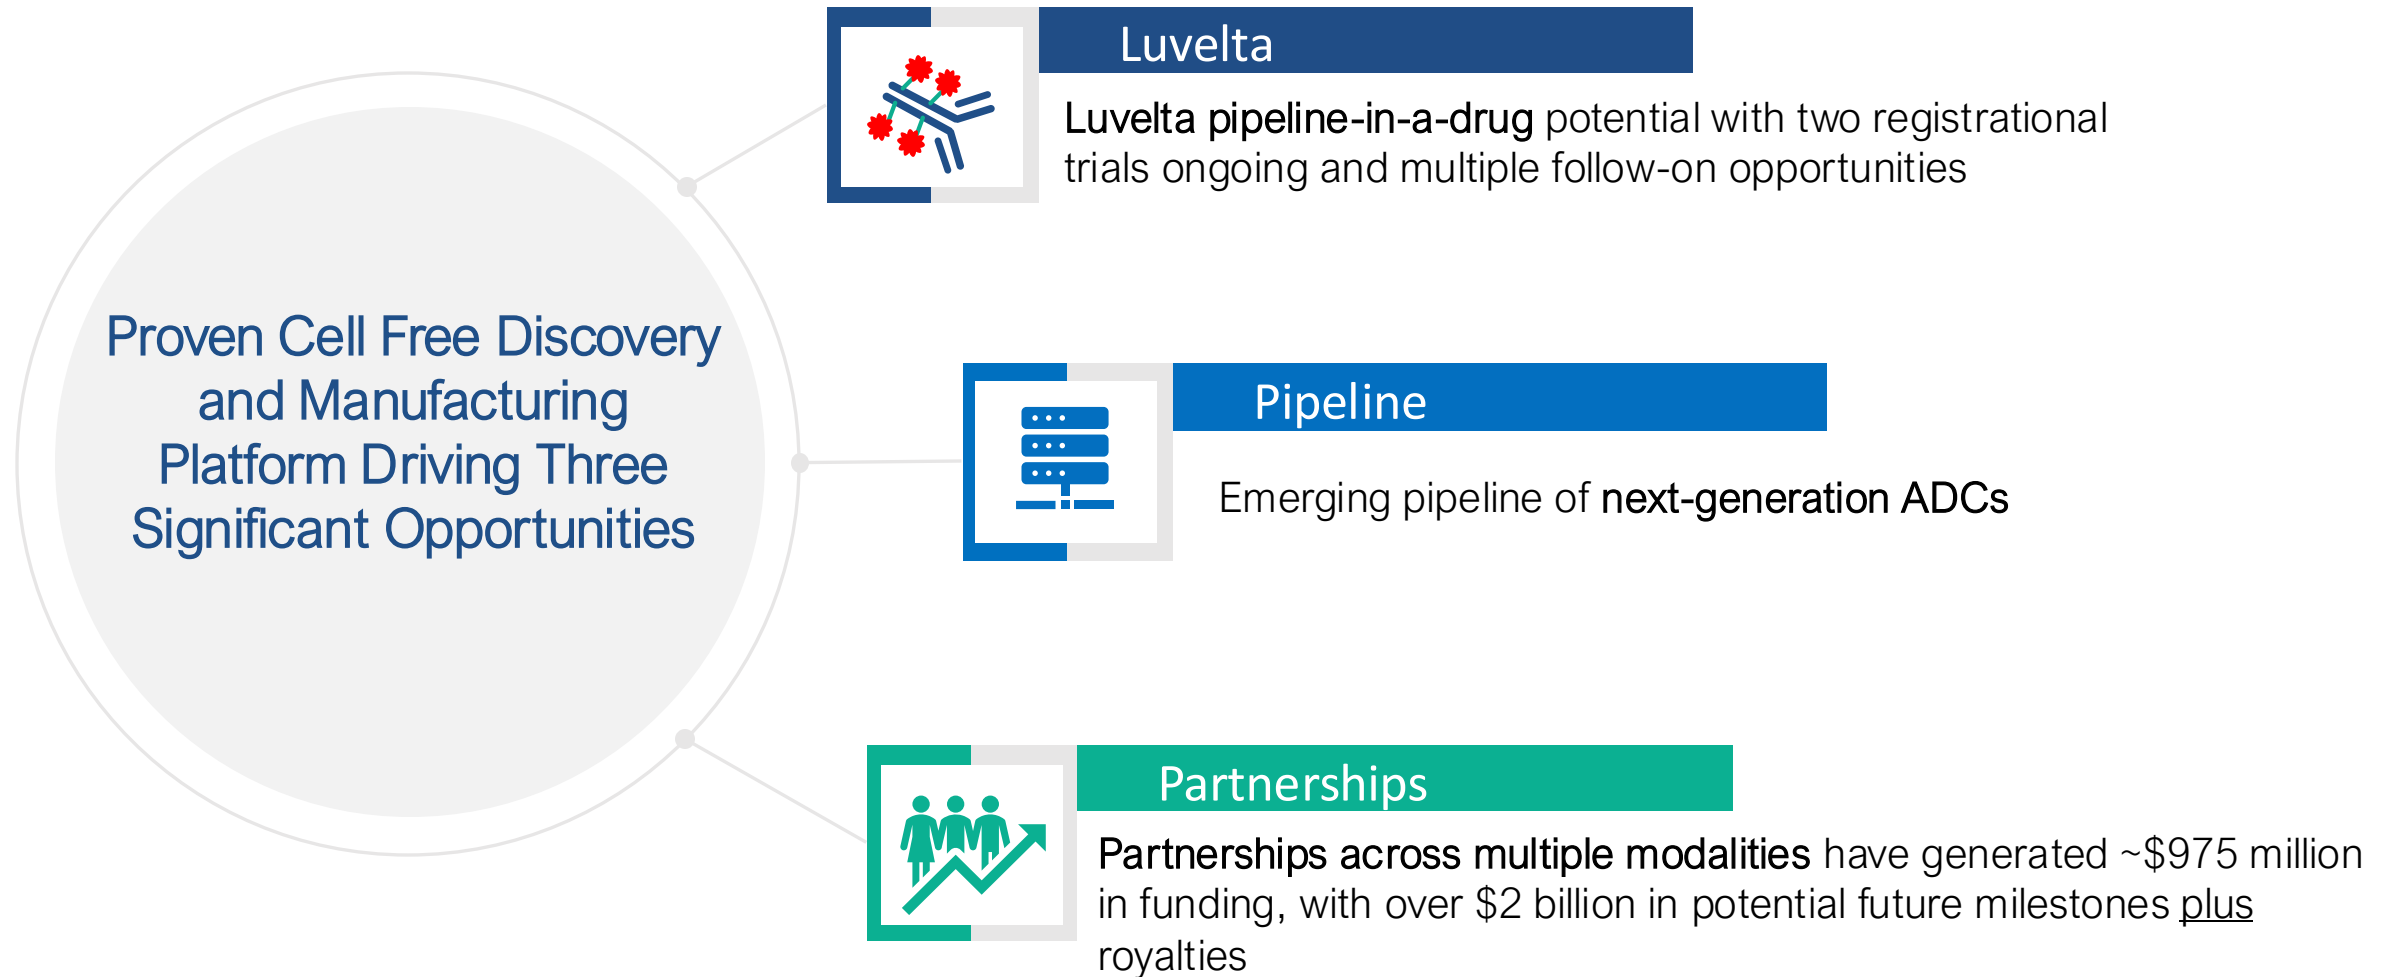 Proven Cell Free Discovery
and Manufacturing
Platform Driving Three
Significant Opportunities
Luvelta
Luvelta pipeline-in-a-drug potential with two registrational
trials ongoing and multiple follow-on opportunities
Pipeline
Emerging pipeline of next-generation ADCs
Partnerships
Partnerships across multiple modalities have generated ~$975 million
in funding, with over $2 billion in potential future milestones plus
royalties